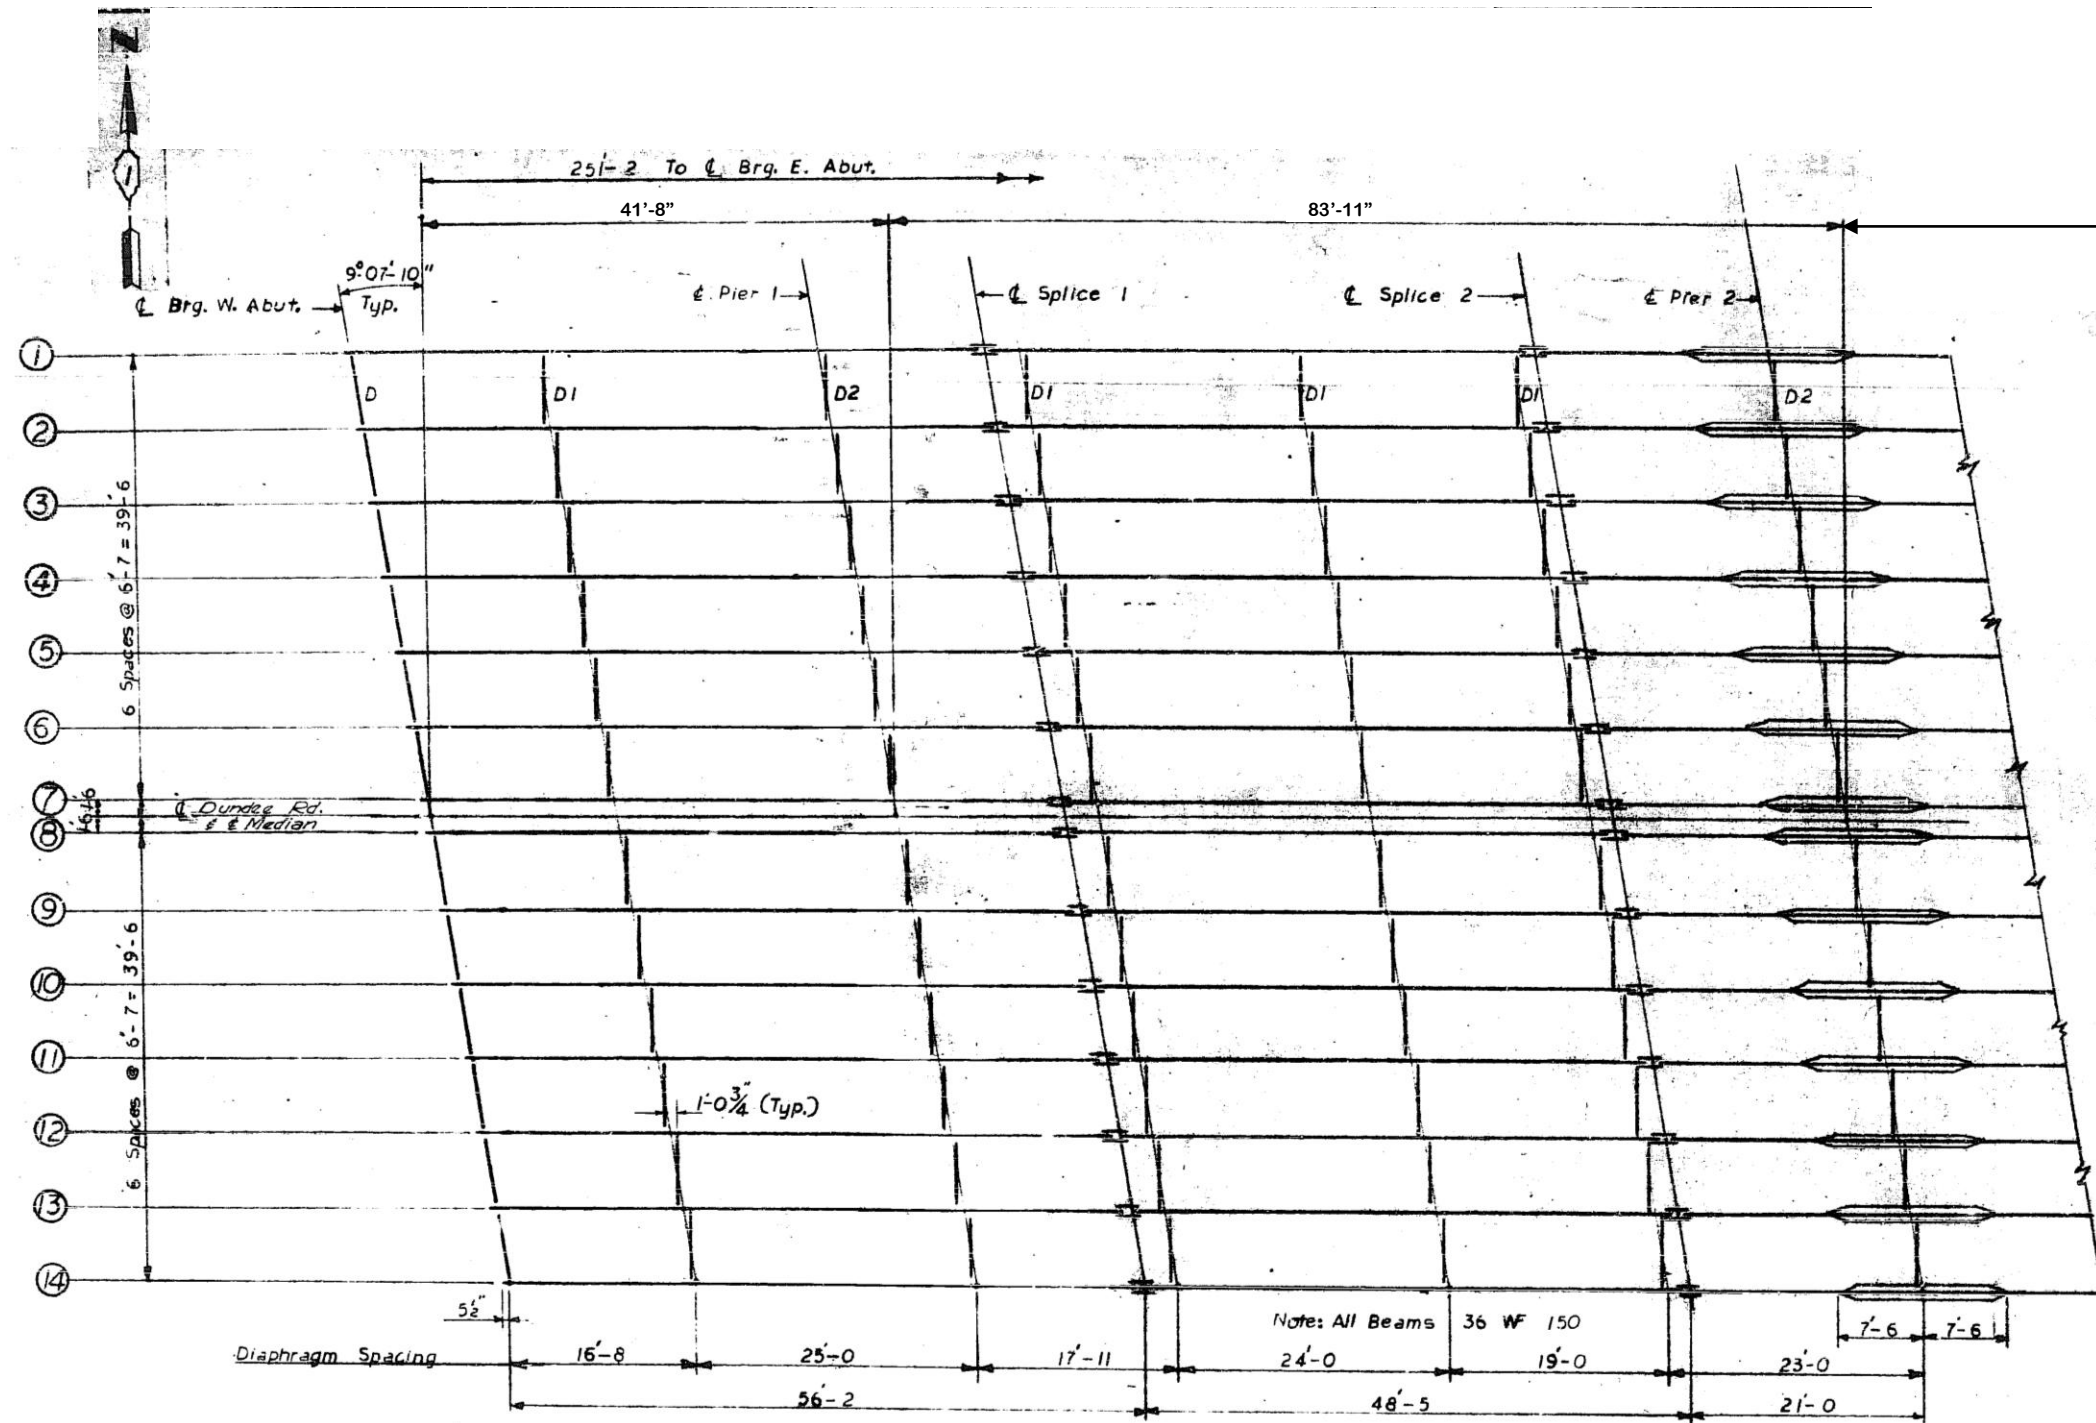 N
1
251'-2 To ℄ Brg. E. Abut.
41'-8"
83'-11"
9°07'-10"
Typ.
℄ Brg. W. Abut.
℄ Pier 1
℄ Splice 1
℄ Splice 2
℄ Pier 2
1
D
D1
D2
D1
D1
D1
D2
2
3
4
5
6
6 Spaces @ 6'-7 = 39'-6
7
℄ Dundee Rd.
& ℄ Median
8
9
10
11
6 Spaces @ 6'-7 = 39'-6
1'-0 3/4" (Typ.)
12
13
14
5½"
Note: All Beams 36 WF 150
7'-6
7'-6
Diaphragm Spacing
16'-8
25'-0
17'-11
24'-0
19'-0
23'-0
56'-2
48'-5
21'-0